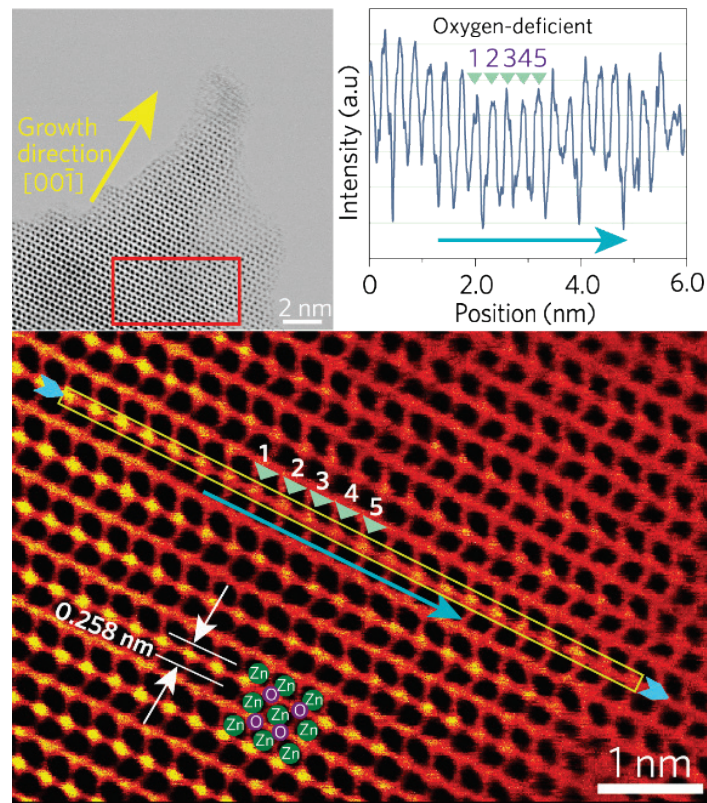 Growth
direction
[001̄]
2 nm
Oxygen-deficient
1 2 3 4 5
Intensity (a.u)
0 2.0 4.0 6.0
Position (nm)
1
2
3
4
5
0.258 nm
Zn
Zn
Zn
O
Zn
O
Zn
O
Zn
Zn
O
Zn
Zn
1 nm